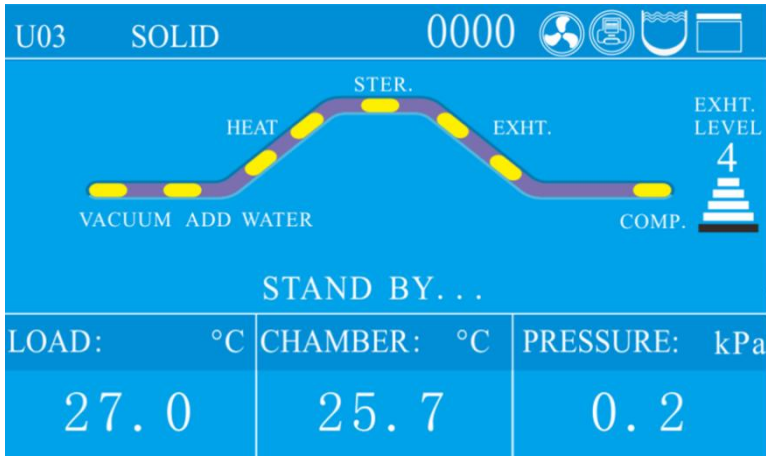 U03 SOLID 0000
STER.
HEAT EXHT.
EXHT.
LEVEL
4
VACUUM ADD WATER COMP.
STAND BY...
LOAD: °C CHAMBER: °C PRESSURE: kPa
27.0 25.7 0.2